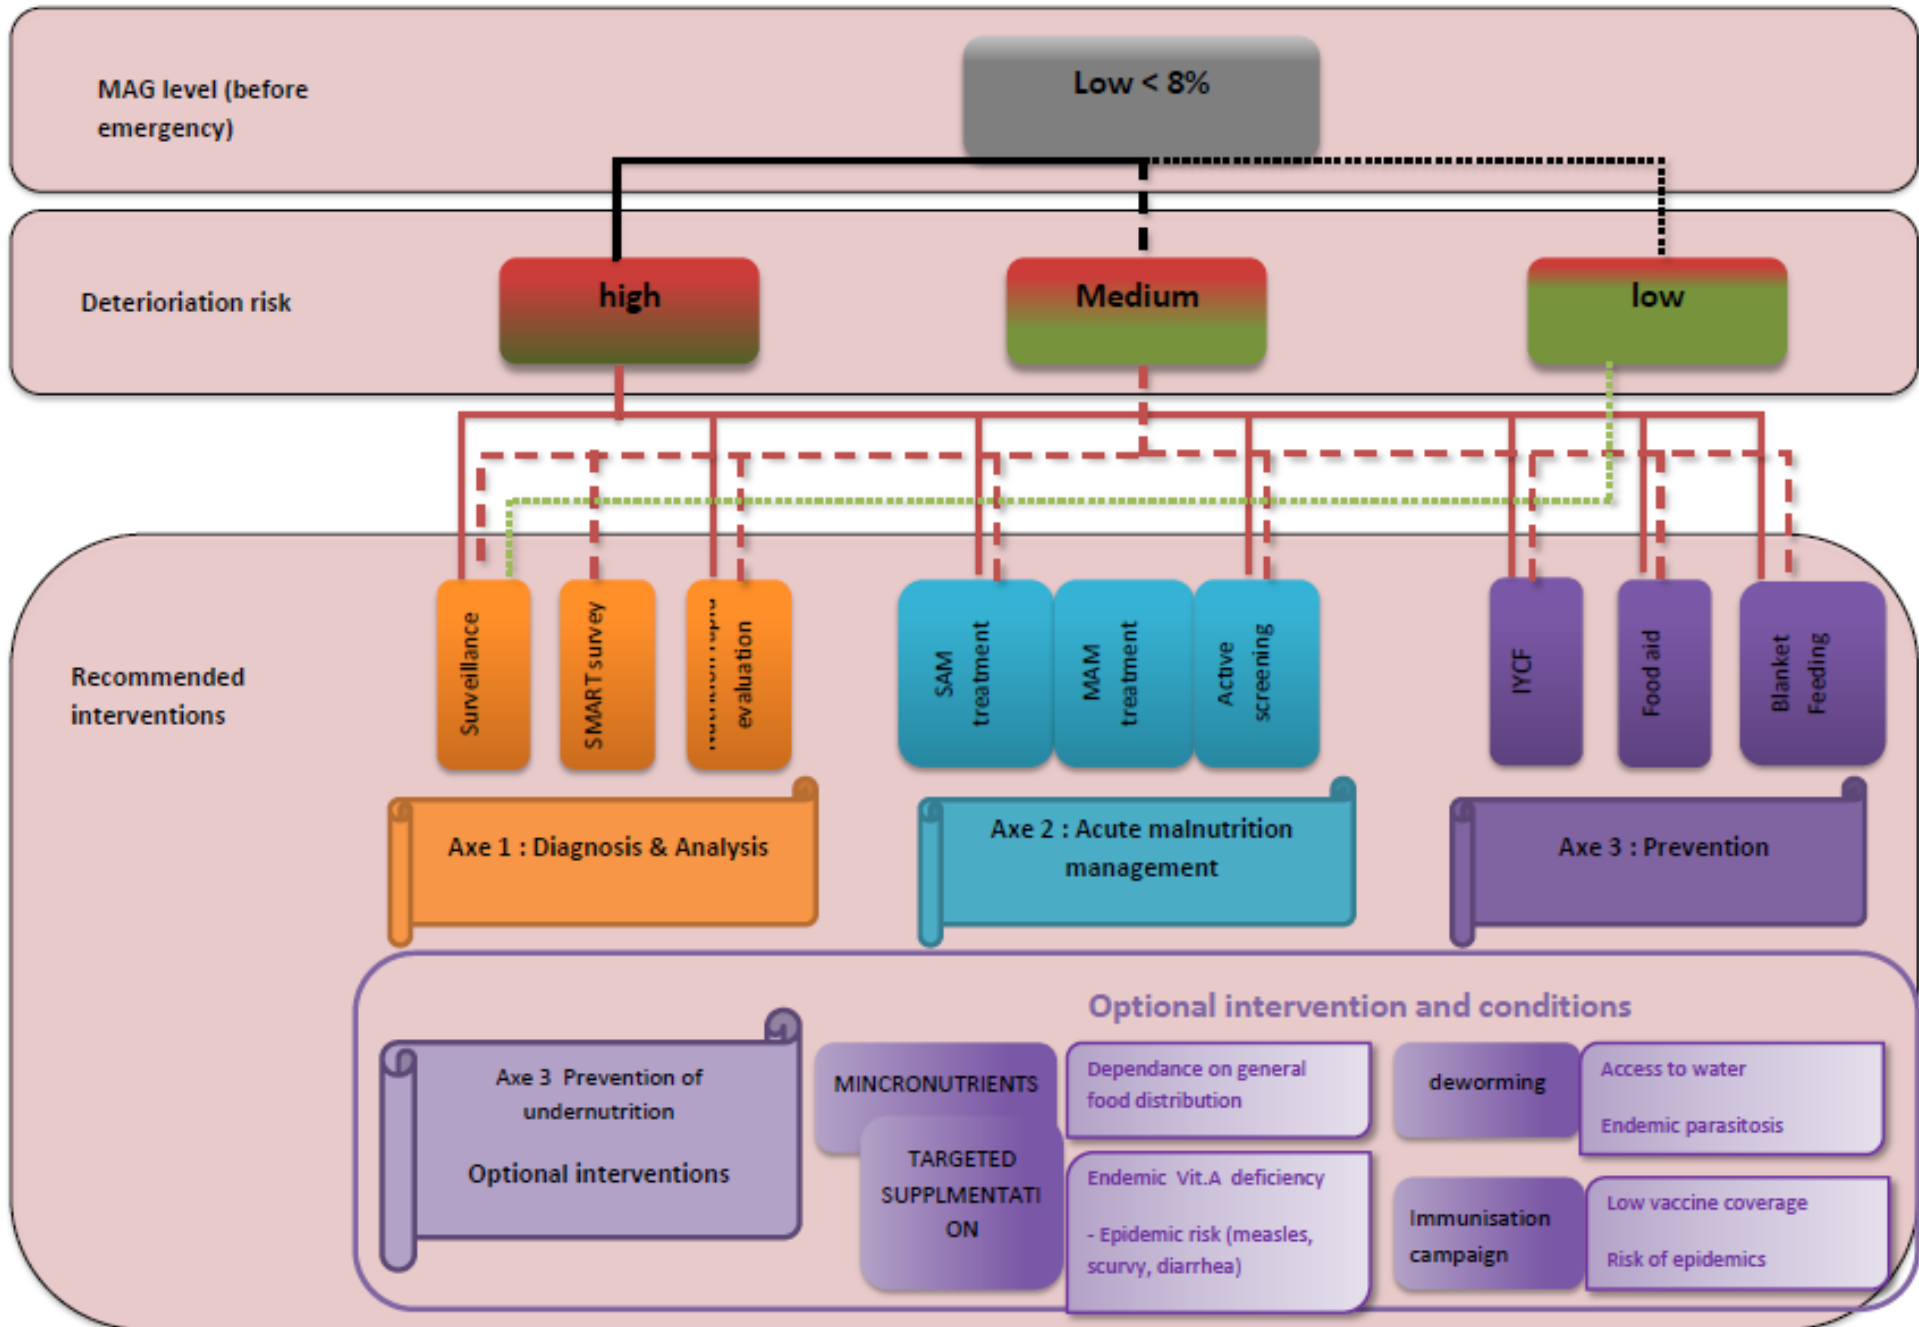 MAG level (before
emergency)
Low < 8%
Deterioriation risk
high
Medium
low
Recommended
interventions
Surveillance
SMART survey
evaluation
SAM
treatment
MAM
treatment
Active
screening
IYCF
Food aid
Blanket
Feeding
Axe 1 : Diagnosis & Analysis
Axe 2 : Acute malnutrition
management
Axe 3 : Prevention
Optional intervention and conditions
Axe 3 Prevention of
undernutrition
Optional interventions
MINCRONUTRIENTS
TARGETED
SUPPLMENTATI
ON
Dependance on general
food distribution
Endemic Vit.A deficiency
- Epidemic risk (measles,
scurvy, diarrhea)
deworming
Access to water
Endemic parasitosis
Immunisation
campaign
Low vaccine coverage
Risk of epidemics